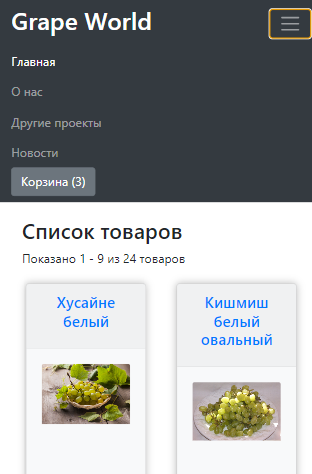 Grape World
Главная
О нас
Другие проекты
Новости
Корзина (3)
Список товаров
Показано 1 - 9 из 24 товаров
Хусайне
белый
Кишмиш
белый
овальный